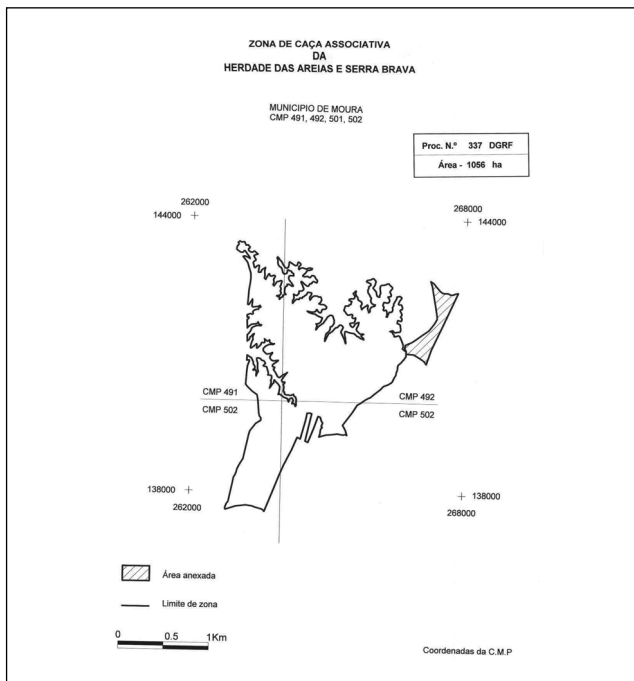 ZONA DE CAÇA ASSOCIATIVA
DA
HERDADE DAS AREIAS E SERRA BRAVA
MUNICIPIO DE MOURA
CMP 491, 492, 501, 502
Proc. N.º 337 DGRF
Área - 1056 ha
262000
144000
268000
144000
CMP 491
CMP 492
CMP 502
CMP 502
138000
262000
138000
268000
Área anexada
Limite de zona
0 0.5 1Km
Coordenadas da C.M.P